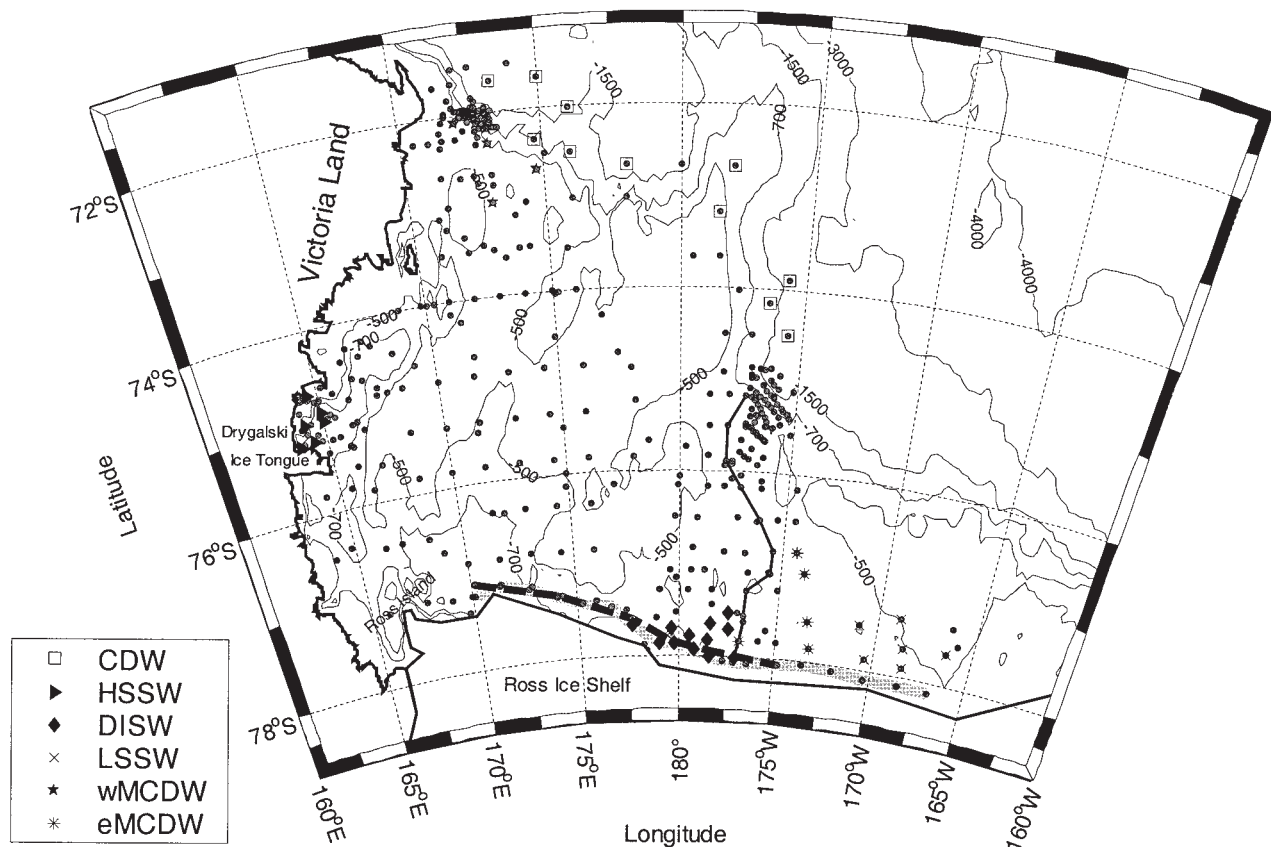 -1500
-1500
-3000
-700
Victoria Land
-500
72°S
-4000
-4000
-500
-700
-500
-500
74°S
-1500
-700
Drygalski
Ice Tongue
-500
-500
Latitude
-700
76°S
-700
-500
-500
Ross Island
Ross Ice Shelf
78°S
160°E
165°E
170°E
175°E
180°
175°W
170°W
165°W
160°W
Longitude
CDW
HSSW
DISW
LSSW
wMCDW
eMCDW